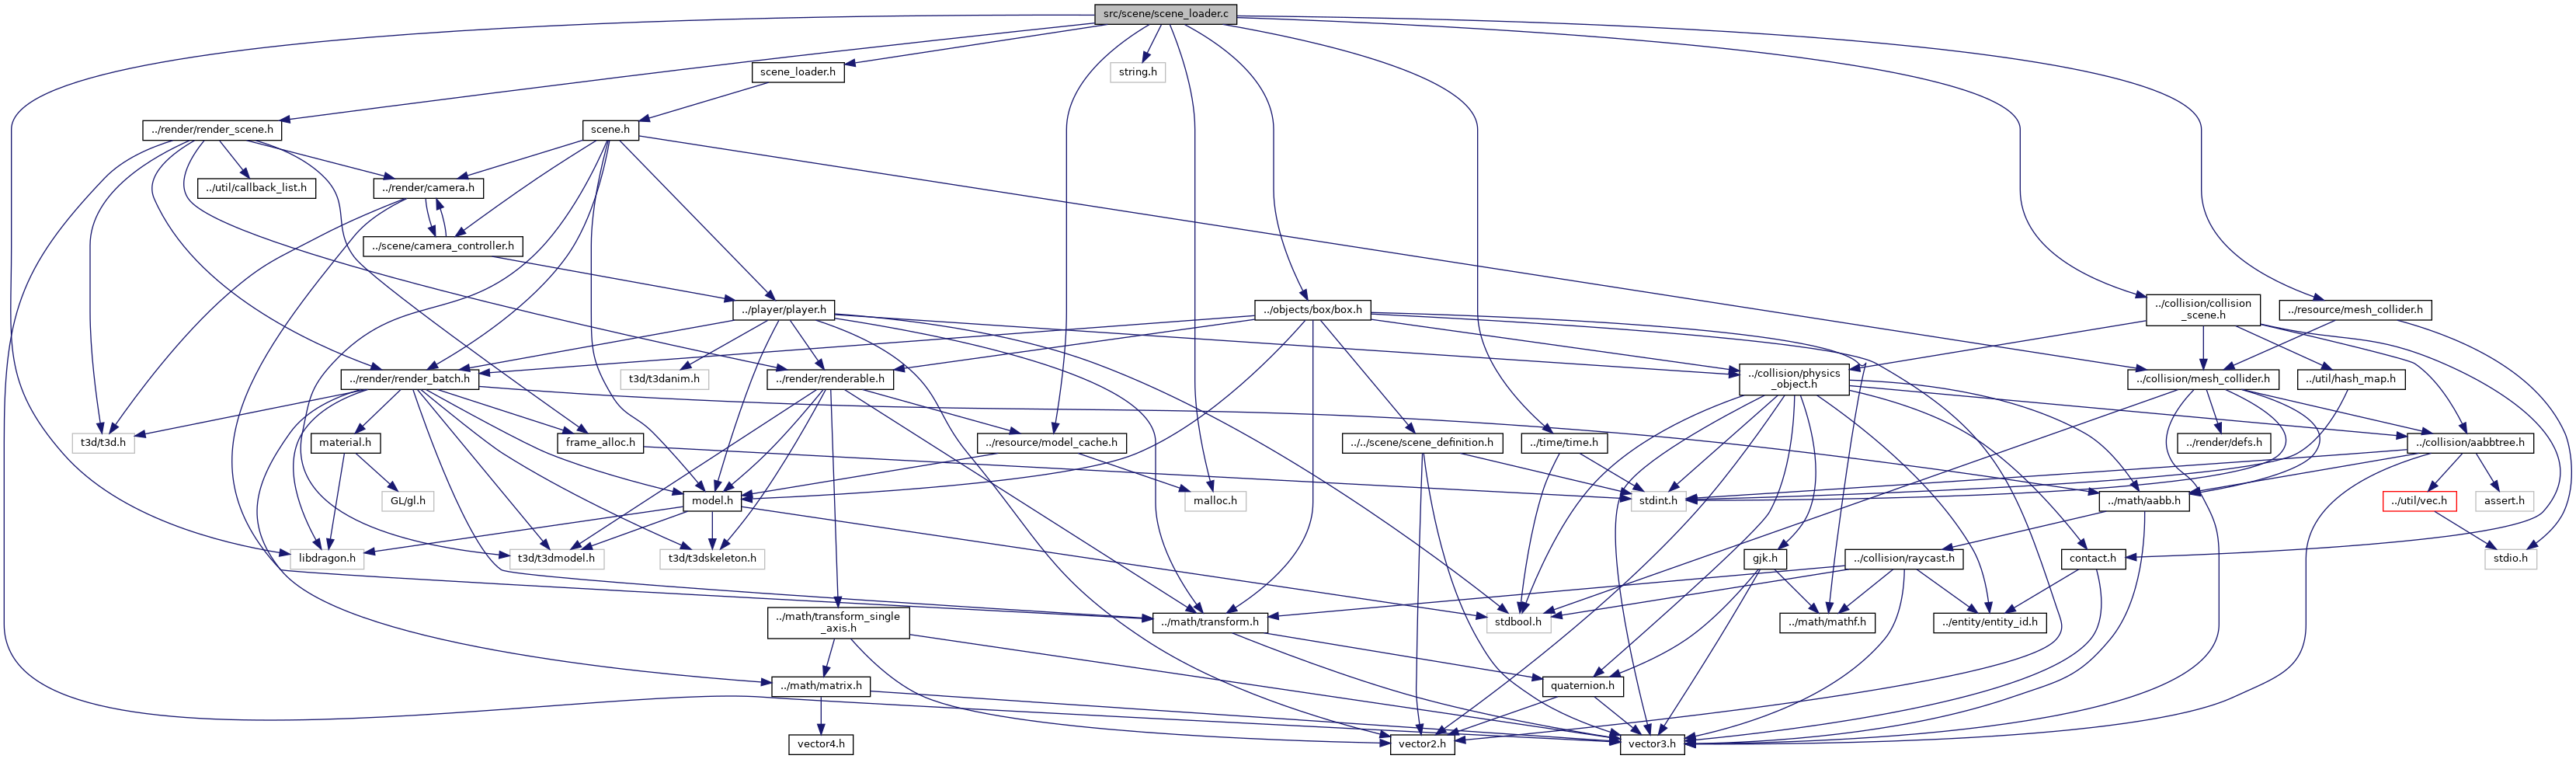 src/scene/scene_loader.c
scene_loader.h
string.h
../render/render_scene.h
scene.h
../util/callback_list.h
../render/camera.h
../scene/camera_controller.h
../player/player.h
../objects/box/box.h
../collision/collision
_scene.h
../resource/mesh_collider.h
../render/render_batch.h
t3d/t3danim.h
../render/renderable.h
../collision/physics
_object.h
../collision/mesh_collider.h
../util/hash_map.h
t3d/t3d.h
material.h
frame_alloc.h
../resource/model_cache.h
../../scene/scene_definition.h
../time/time.h
../render/defs.h
../collision/aabbtree.h
GL/gl.h
model.h
malloc.h
stdint.h
../math/aabb.h
../util/vec.h
assert.h
libdragon.h
t3d/t3dmodel.h
t3d/t3dskeleton.h
gjk.h
../collision/raycast.h
contact.h
stdio.h
../math/transform_single
_axis.h
../math/transform.h
stdbool.h
../math/mathf.h
../entity/entity_id.h
../math/matrix.h
quaternion.h
vector4.h
vector2.h
vector3.h